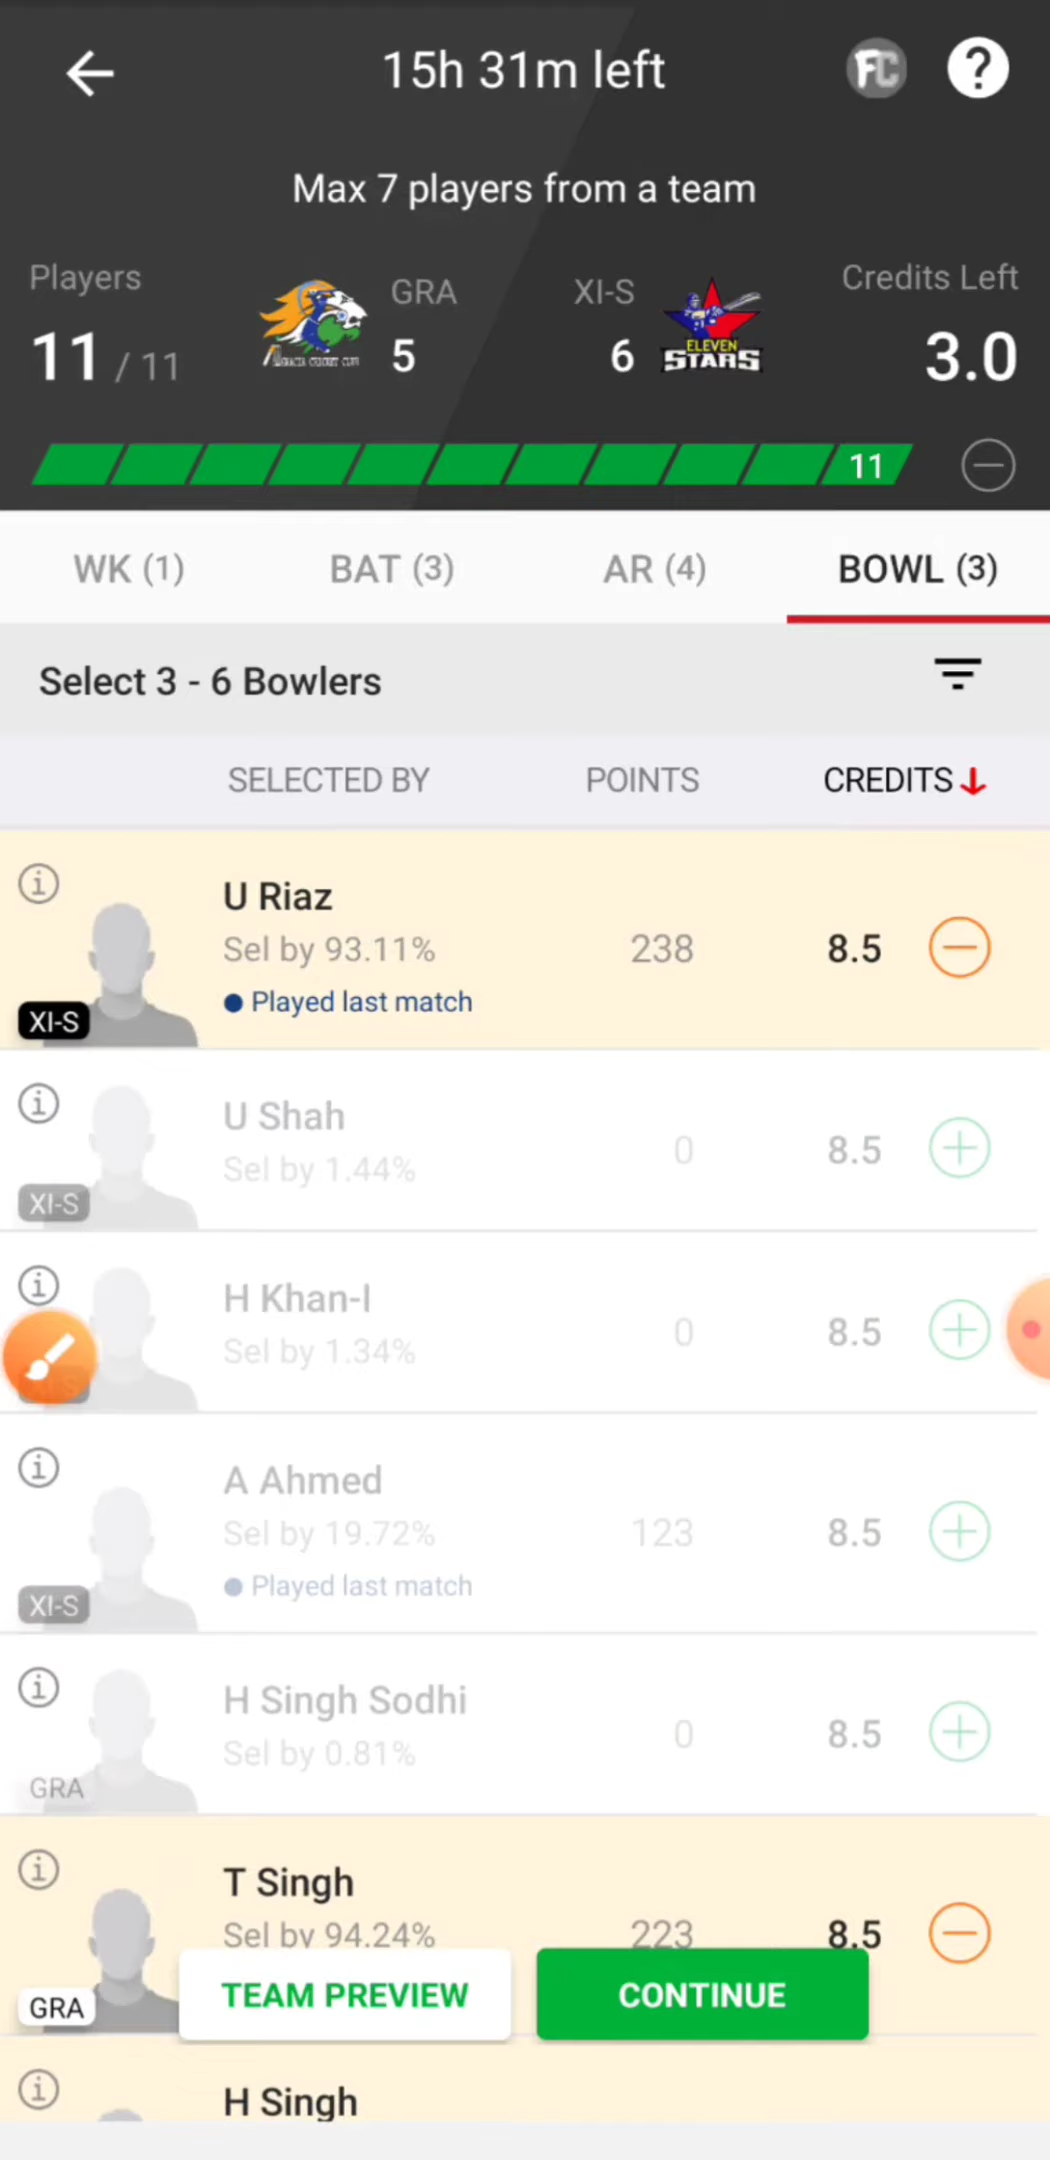 15h 31m left
FC
?
Max 7 players from a team
Players
GRA
XI-S
Credits Left
11 / 11
5
6
ELEVEN
STARS
3.0
11
WK (1)
BAT (3)
AR (4)
BOWL (3)
Select 3 - 6 Bowlers
SELECTED BY
POINTS
CREDITS
U Riaz
Sel by 93.11%
238
8.5
Played last match
XI-S
U Shah
Sel by 1.44%
0
8.5
XI-S
H Khan-I
Sel by 1.34%
0
8.5
A Ahmed
Sel by 19.72%
123
8.5
Played last match
XI-S
H Singh Sodhi
Sel by 0.81%
0
8.5
GRA
T Singh
Sel by 94.24%
223
8.5
GRA
TEAM PREVIEW
CONTINUE
H Singh